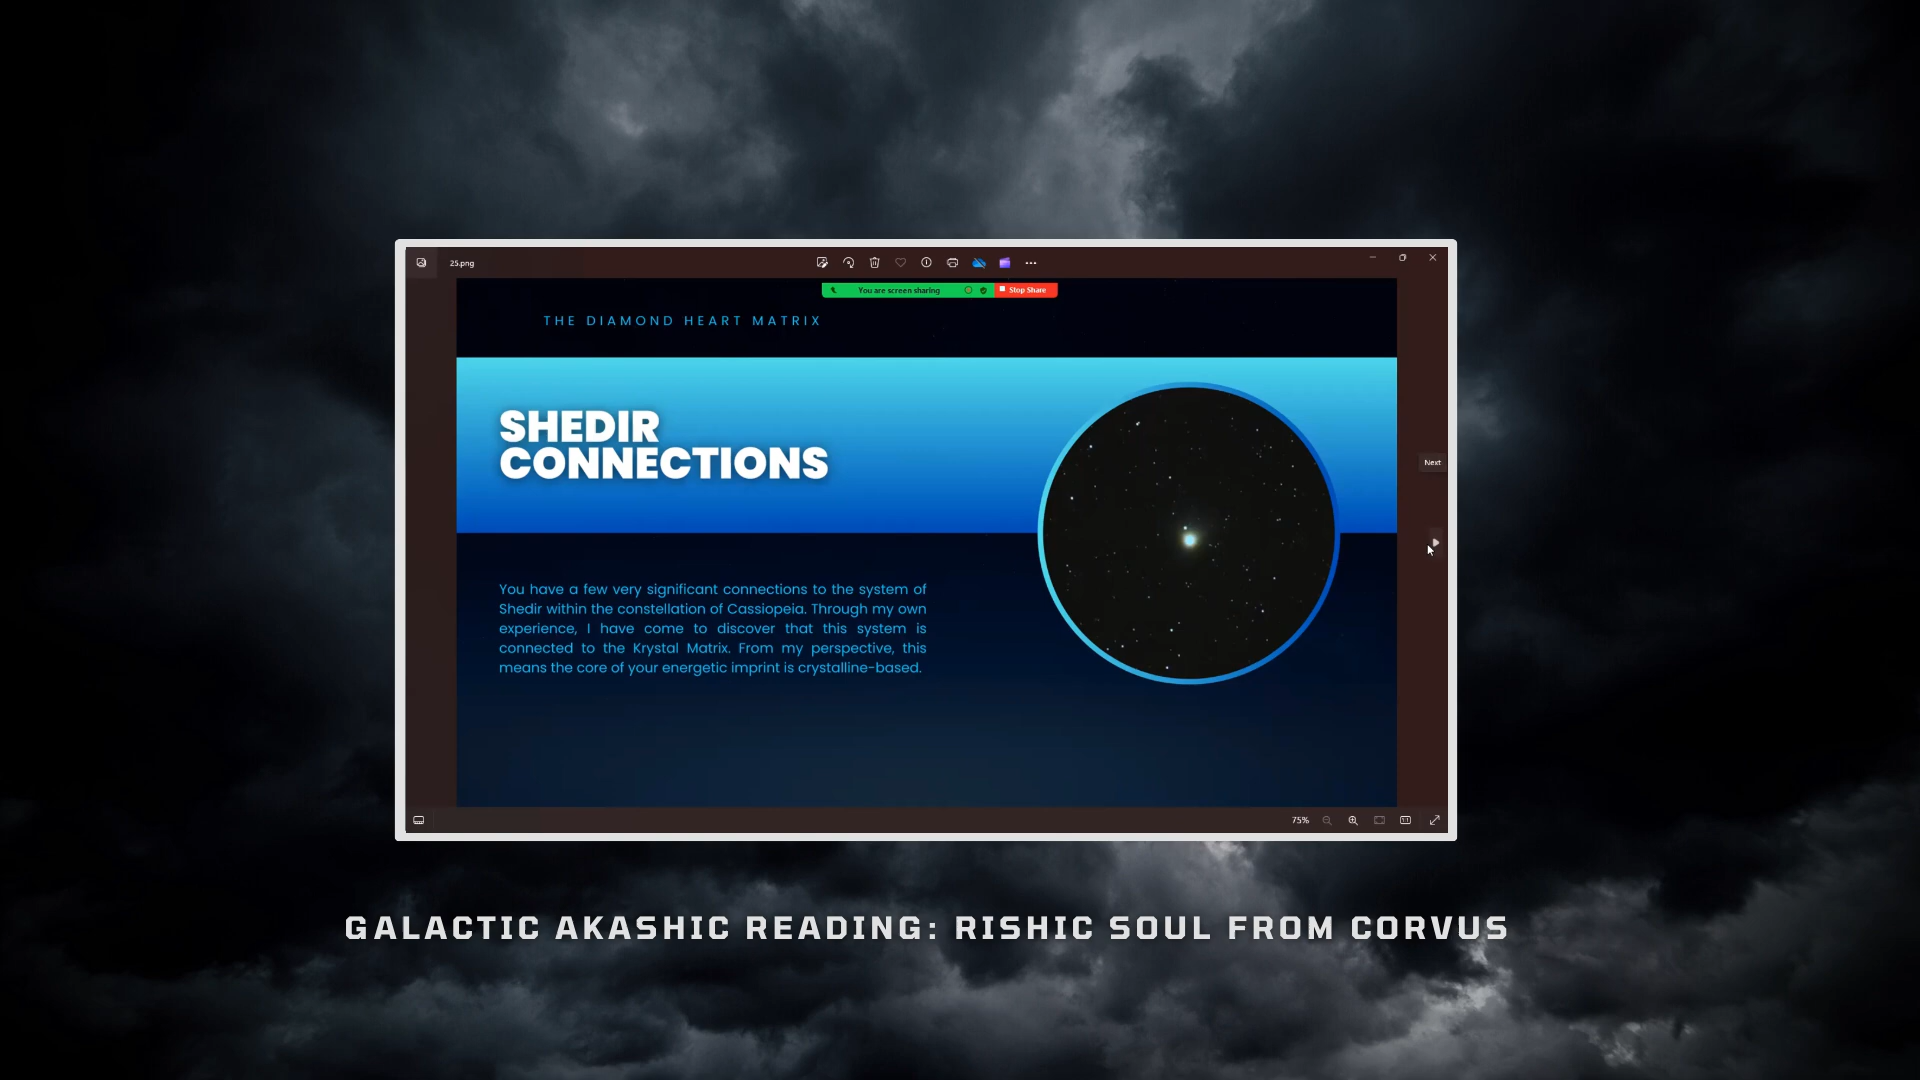 25.png
You are screen sharing
Stop Share
THE DIAMOND HEART MATRIX
SHEDIR
CONNECTIONS
Next
You have a few very significant connections to the system of
Shedir within the constellation of Cassiopeia. Through my own
experience, I have come to discover that this system is
connected to the Krystal Matrix. From my perspective, this
means the core of your energetic imprint is crystalline-based.
75%
GALACTIC AKASHIC READING: RISHIC SOUL FROM CORVUS